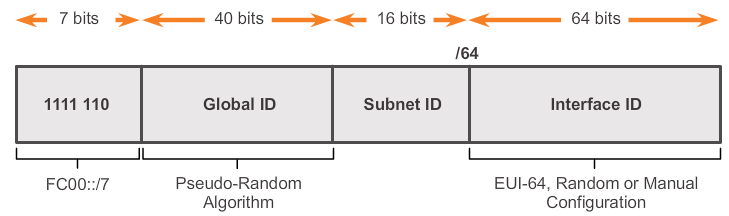 7 bits 40 bits 16 bits 64 bits
/64
1111 110 Global ID Subnet ID Interface ID
FC00::/7 Pseudo-Random EUI-64, Random or Manual
Algorithm Configuration